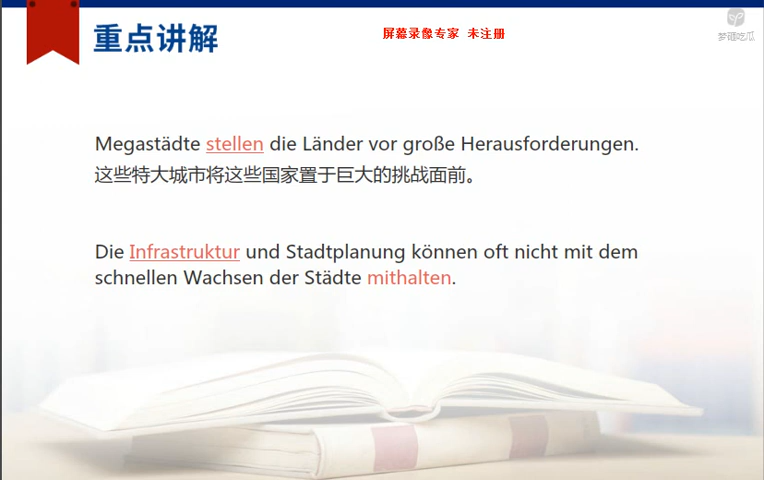 重点讲解
屏幕录像专家 未注册
梦砸吃瓜
Megastädte stellen die Länder vor große Herausforderungen.
这些特大城市将这些国家置于巨大的挑战面前。
Die Infrastruktur und Stadtplanung können oft nicht mit dem
schnellen Wachsen der Städte mithalten.